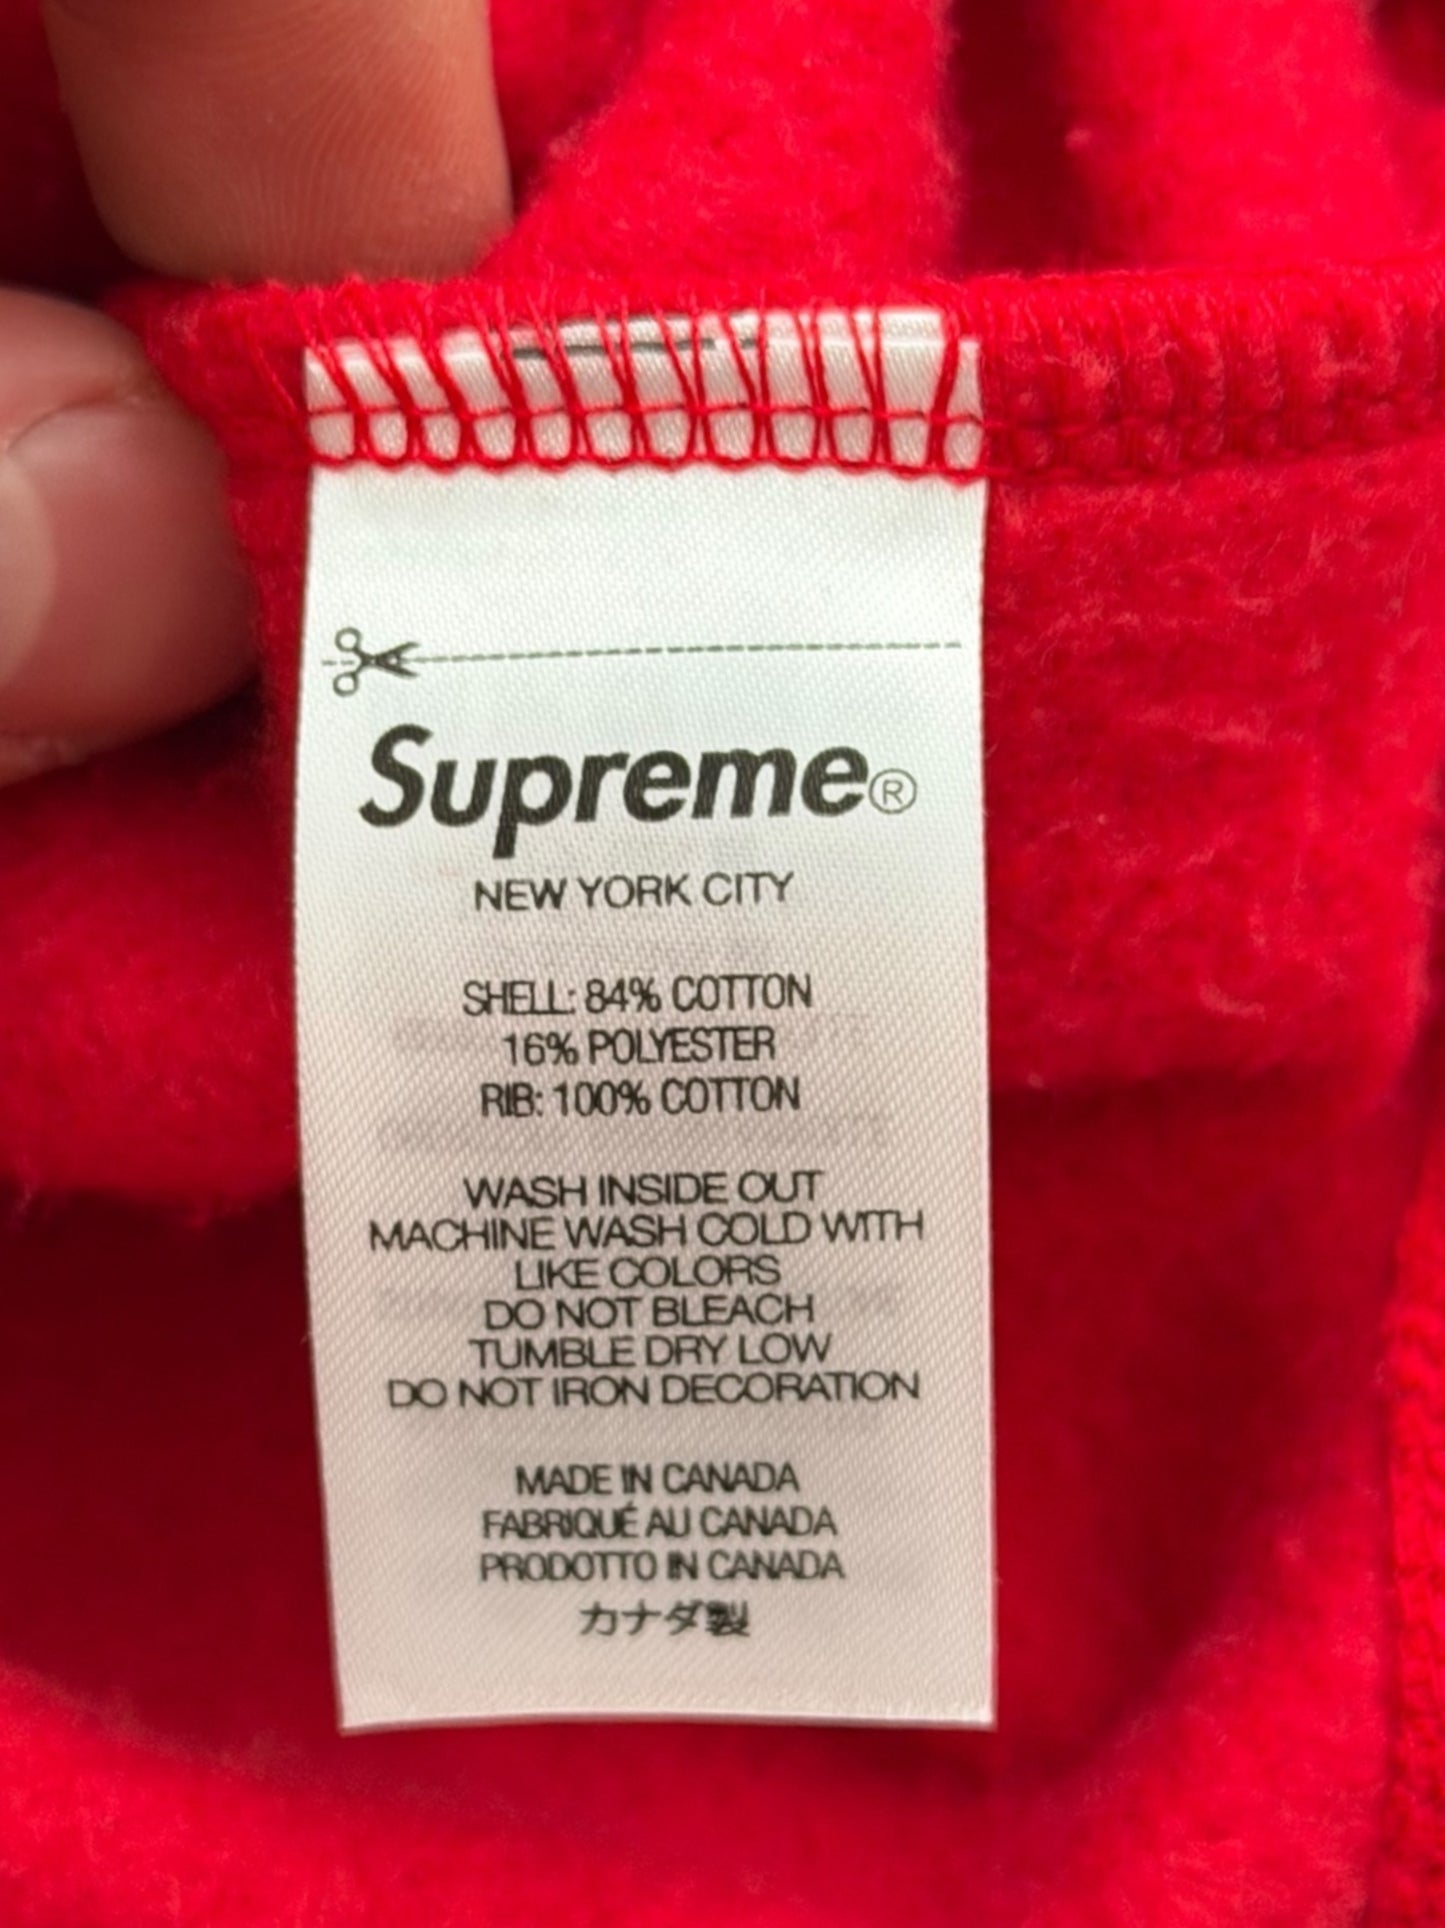 Supreme®
NEW YORK CITY
SHELL: 84% COTTON
16% POLYESTER
RIB: 100% COTTON
WASH INSIDE OUT
MACHINE WASH COLD WITH
LIKE COLORS
DO NOT BLEACH
TUMBLE DRY LOW
DO NOT IRON DECORATION
MADE IN CANADA
FABRIQUÉ AU CANADA
PRODOTTO IN CANADA
カナダ製